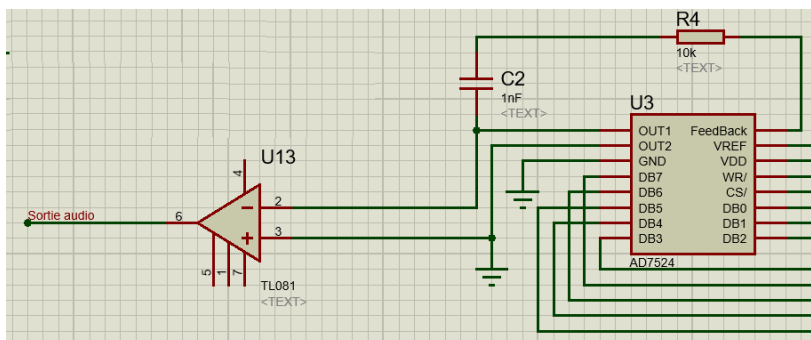 R4
10k
<TEXT>
C2
1nF
<TEXT>
U3
OUT1 FeedBack
OUT2 VREF
GND VDD
DB7 WR/
DB6 CS/
DB5 DB0
DB4 DB1
DB3 DB2
AD7524
U13
4
2
3
6
5
1
7
TL081
<TEXT>
Sortie audio